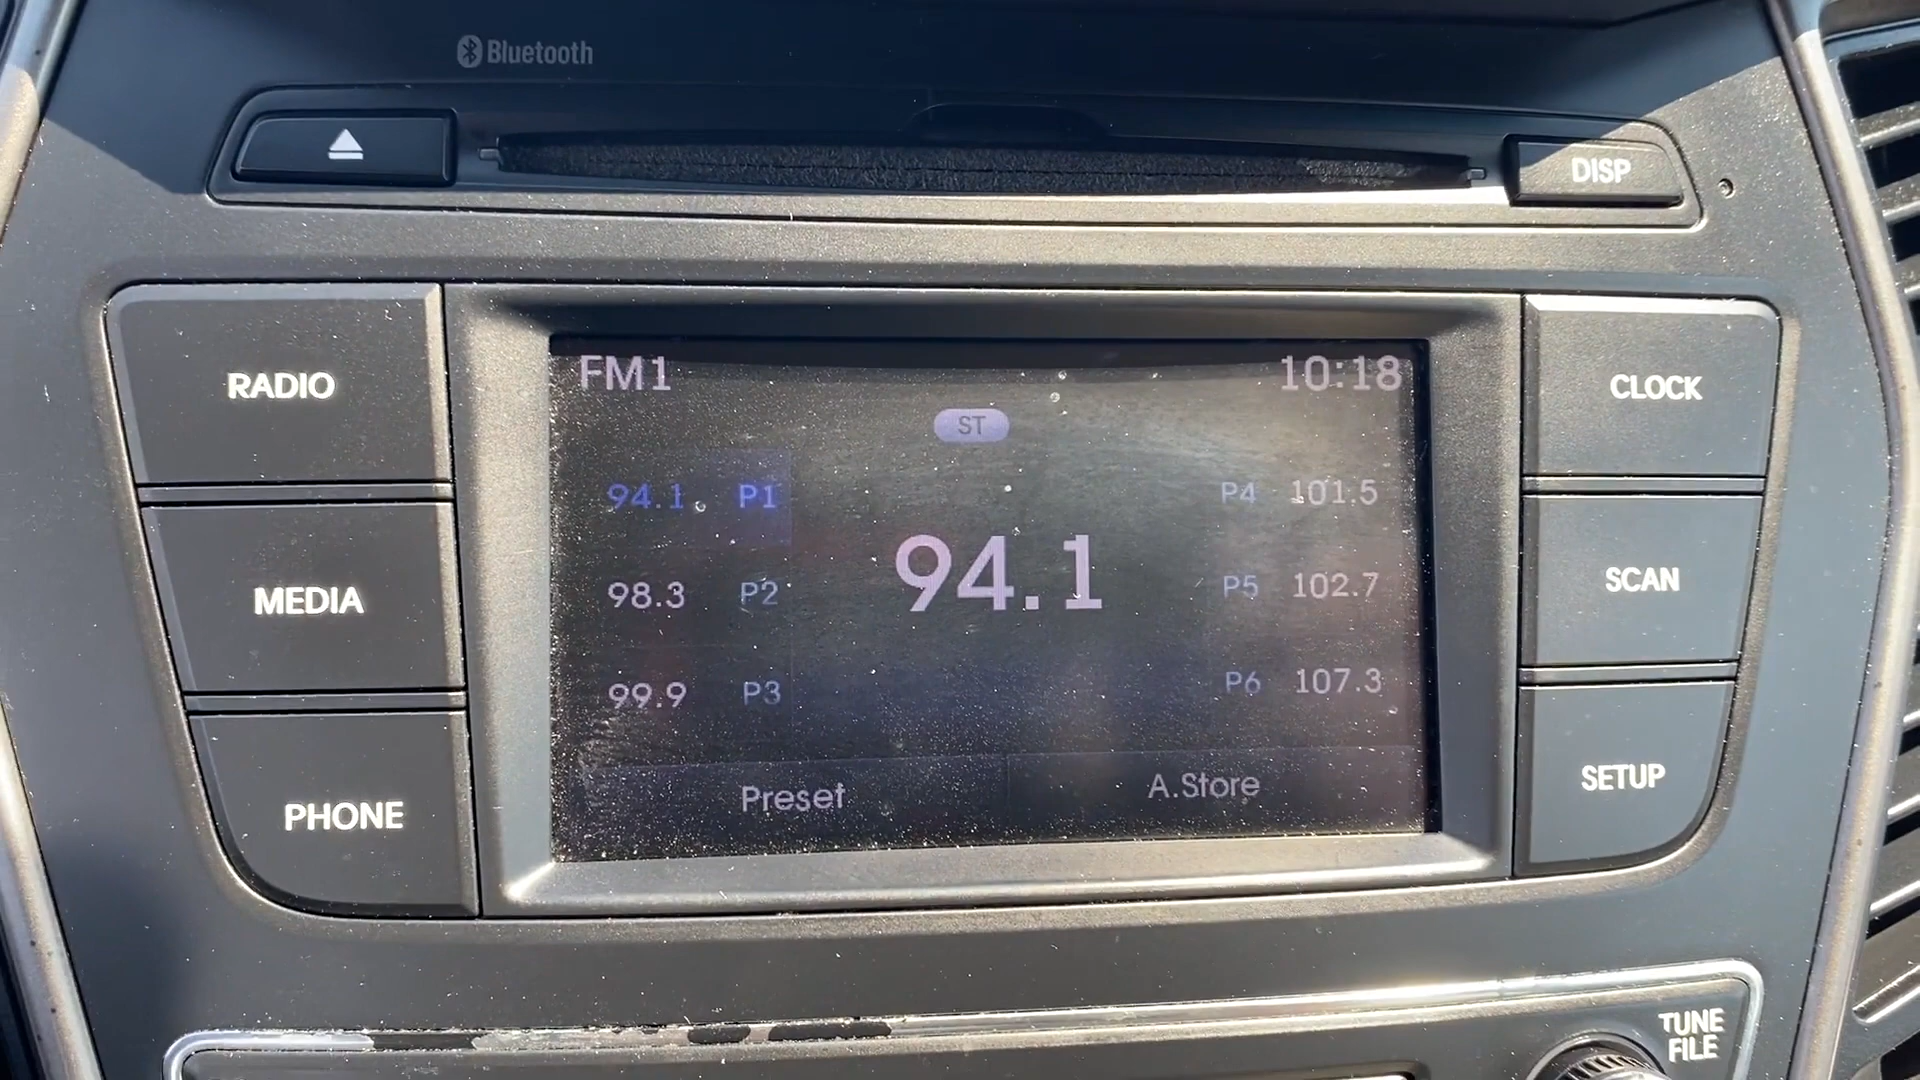 Bluetooth
DISP
RADIO
MEDIA
PHONE
FM1
10:18
ST
94.1 P1
98.3 P2
99.9 P3
94.1
P4 101.5
P5 102.7
P6 107.3
Preset
A.Store
CLOCK
SCAN
SETUP
TUNE
FILE